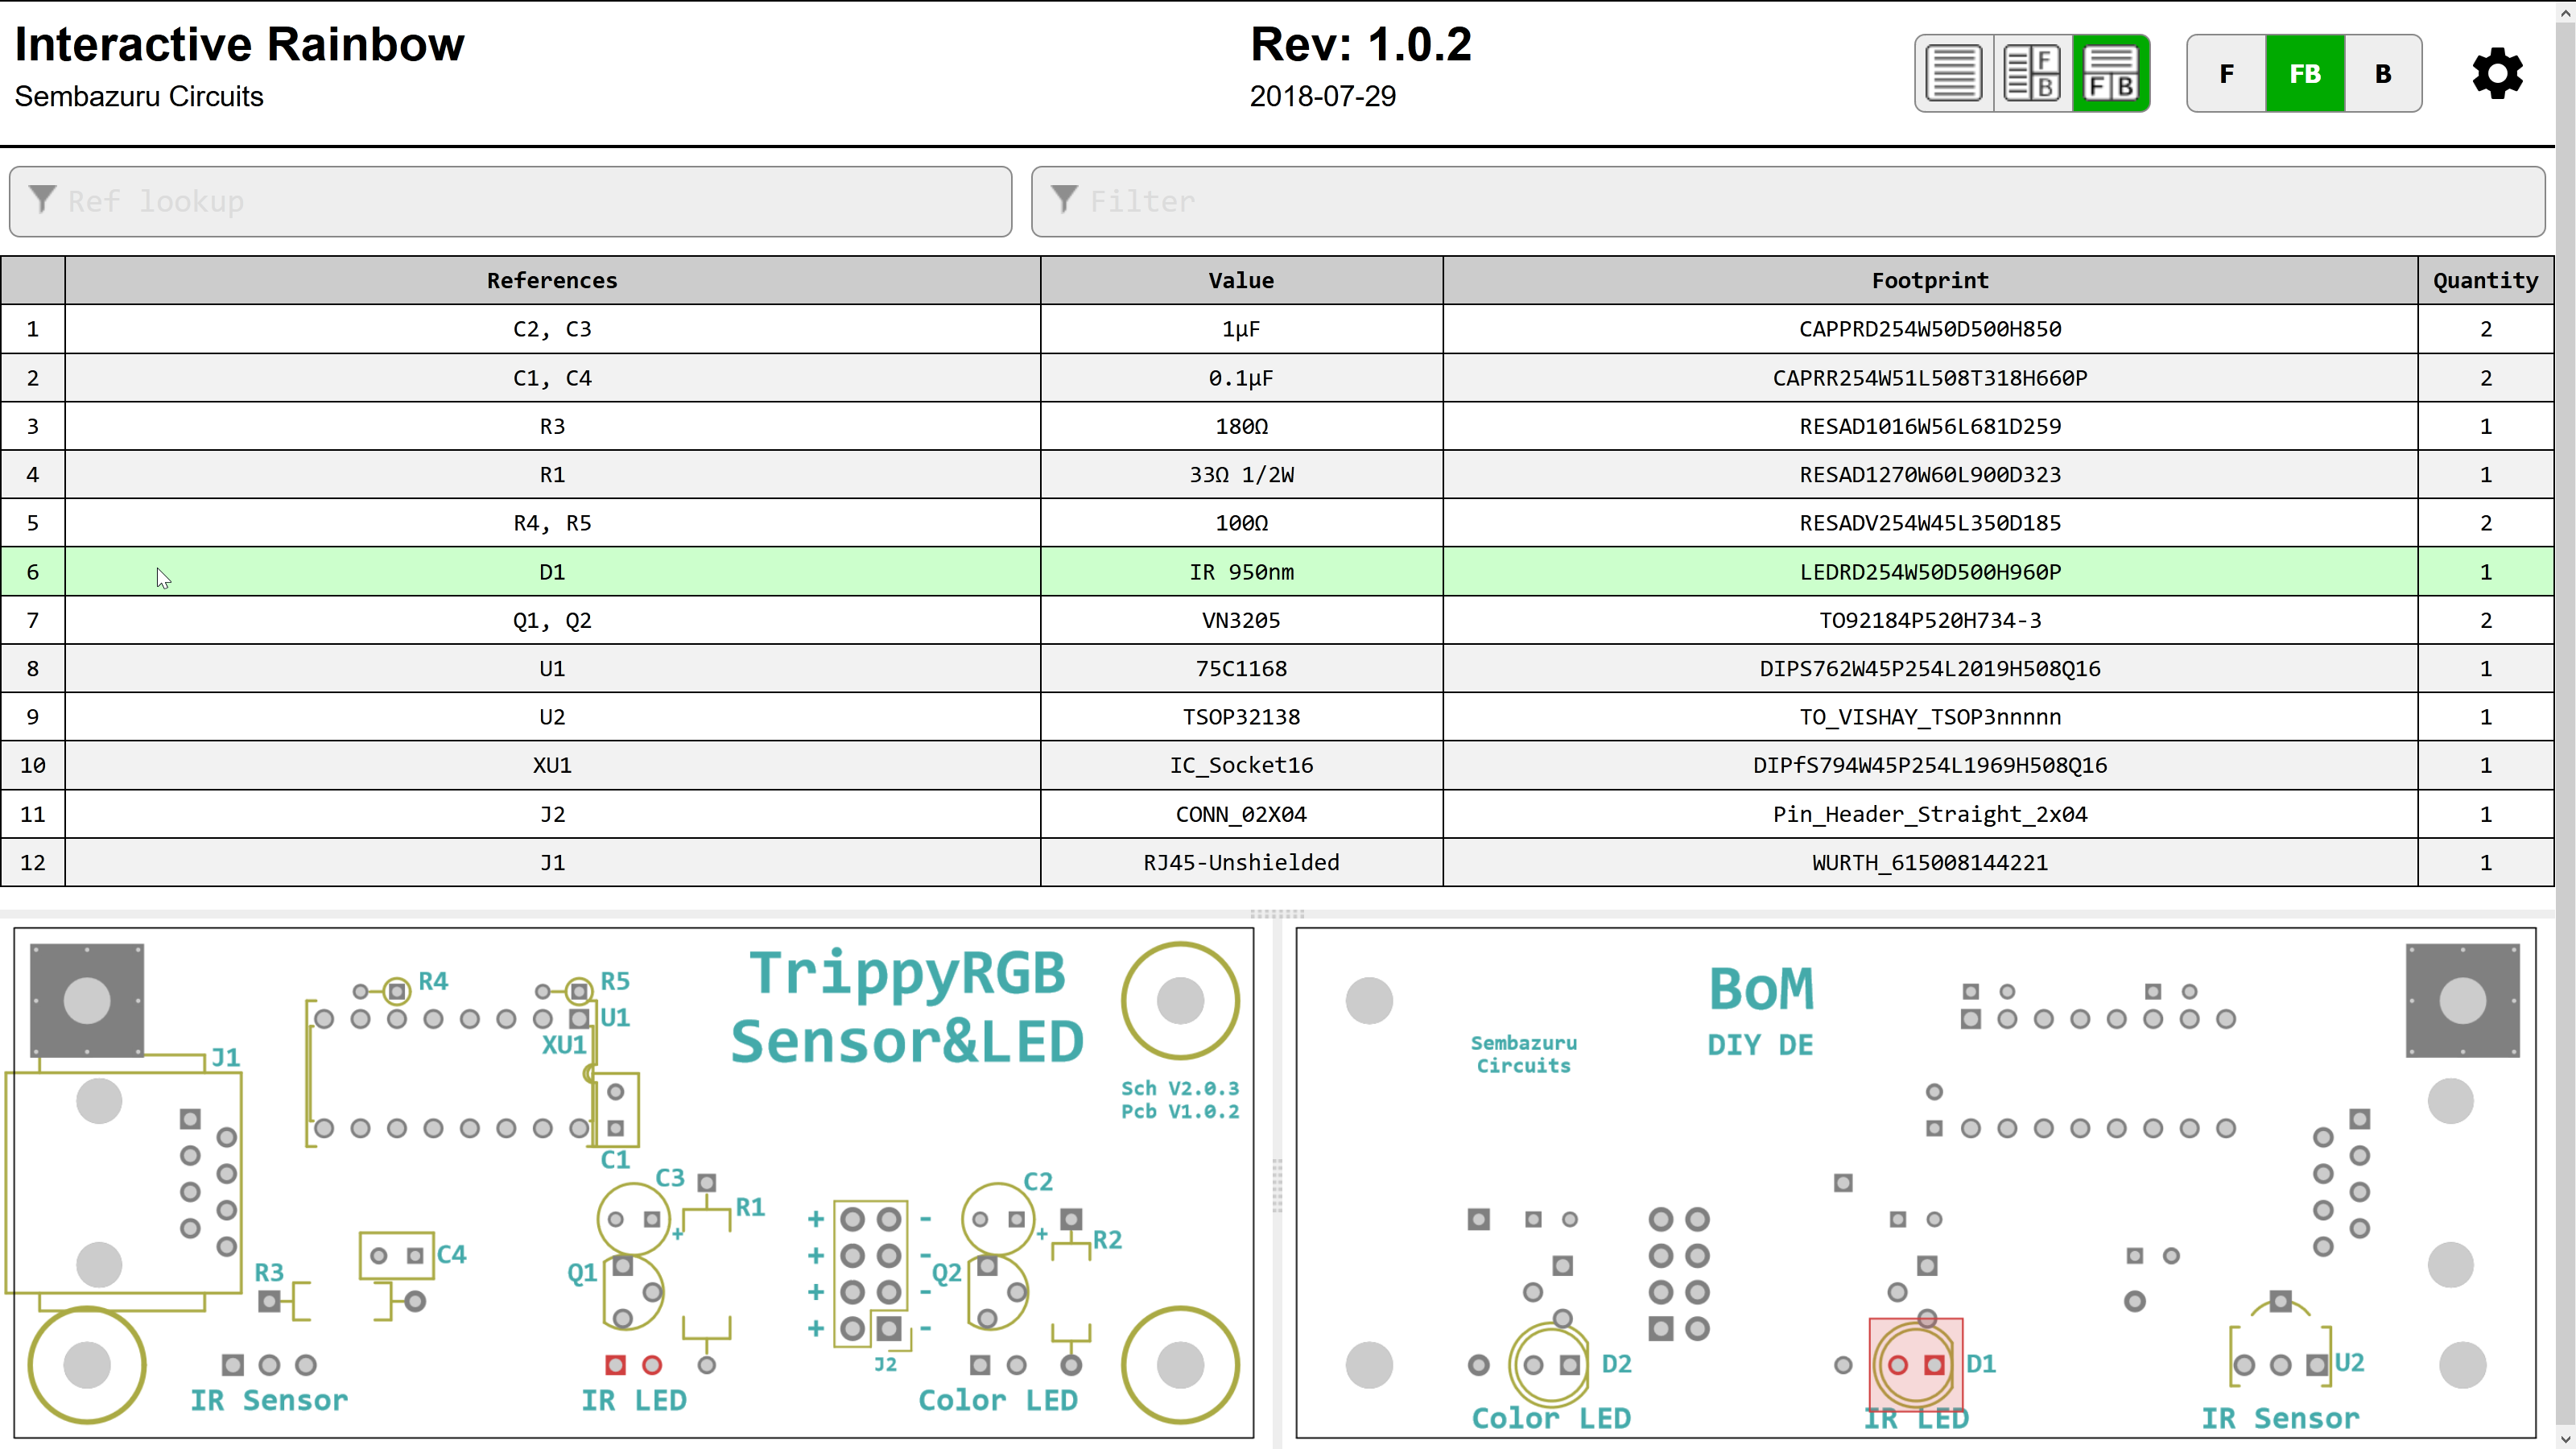 Interactive Rainbow
Sembazuru Circuits
Rev: 1.0.2
2018-07-29
F
B
F B
F FB B
Ref lookup
Filter
References Value Footprint Quantity
1 C2, C3 1µF CAPPRD254W50D500H850 2
2 C1, C4 0.1µF CAPRR254W51L508T318H660P 2
3 R3 180Ω RESAD1016W56L681D259 1
4 R1 33Ω 1/2W RESAD1270W60L900D323 1
5 R4, R5 100Ω RESADV254W45L350D185 2
6 D1 IR 950nm LEDRD254W50D500H960P 1
7 Q1, Q2 VN3205 TO92184P520H734-3 2
8 U1 75C1168 DIPS762W45P254L2019H508Q16 1
9 U2 TSOP32138 TO_VISHAY_TSOP3nnnnn 1
10 XU1 IC_Socket16 DIPfS794W45P254L1969H508Q16 1
11 J2 CONN_02X04 Pin_Header_Straight_2x04 1
12 J1 RJ45-Unshielded WURTH_615008144221 1
TrippyRGB
Sensor&LED
R4
R5
U1
XU1
J1
Sch V2.0.3
Pcb V1.0.2
C1
C3
R1
C2
+ -
+ -
+ -
+ -
+
+
R2
C4
R3
Q1
Q2
J2
IR Sensor
IR LED
Color LED
BoM
DIY DE
Sembazuru
Circuits
D2
D1
U2
Color LED
IR LED
IR Sensor